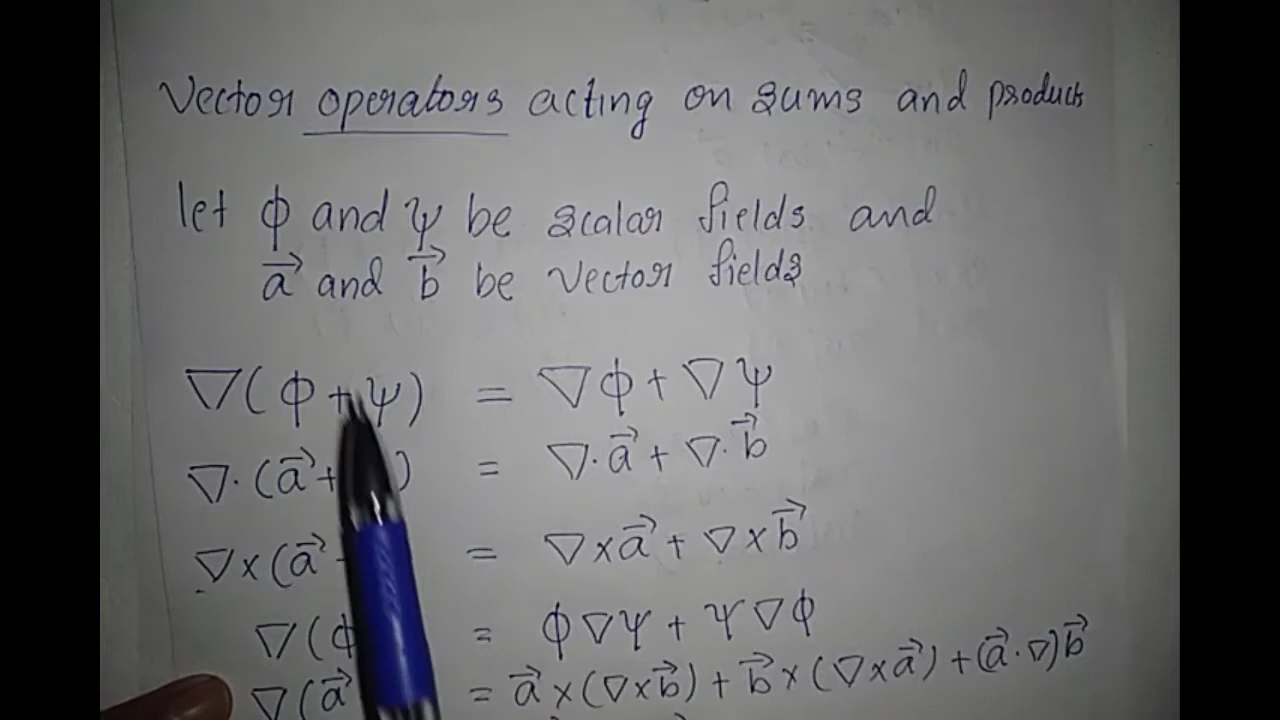 Vector operators acting on sums and products
let ϕ and ψ be scalar fields and
a⃗ and b⃗ be vector fields
∇(ϕ+ψ) = ∇ϕ + ∇ψ
∇·(a⃗+ ) = ∇·a⃗ + ∇·b⃗
∇×(a⃗ = ∇×a⃗ + ∇×b⃗
∇(ϕ = ϕ∇ψ + ψ∇ϕ
∇(a⃗ = a⃗×(∇×b⃗) + b⃗×(∇×a⃗) + (a⃗·∇)b⃗